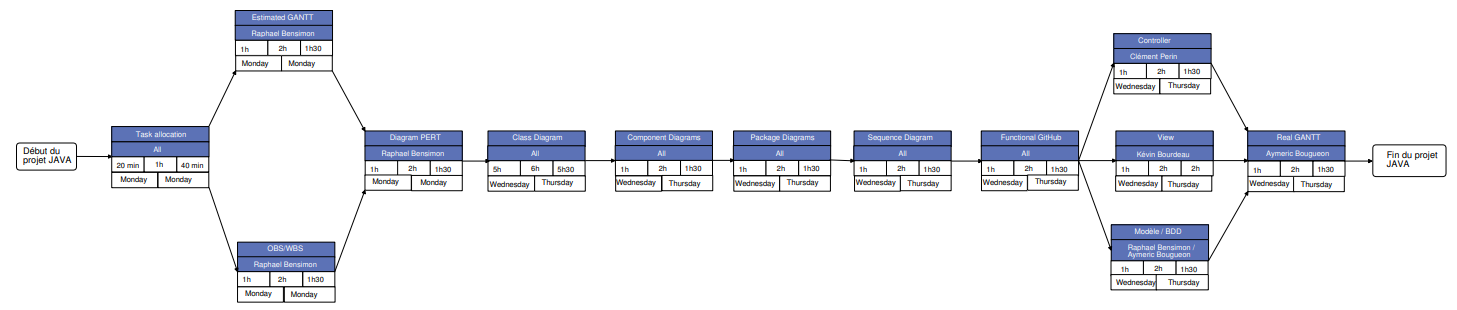 Début du
projet JAVA
Task allocation
All
20 min 1h 40 min
Monday Monday
Estimated GANTT
Raphael Bensimon
1h 2h 1h30
Monday Monday
OBS/WBS
Raphael Bensimon
1h 2h 1h30
Monday Monday
Diagram PERT
Raphael Bensimon
1h 2h 1h30
Monday Monday
Class Diagram
All
5h 6h 5h30
Wednesday Thursday
Component Diagrams
All
1h 2h 1h30
Wednesday Thursday
Package Diagrams
All
1h 2h 1h30
Wednesday Thursday
Sequence Diagram
All
1h 2h 1h30
Wednesday Thursday
Functional GitHub
All
1h 2h 1h30
Wednesday Thursday
Controller
Clément Perin
1h 2h 1h30
Wednesday Thursday
View
Kévin Bourdeau
1h 2h 2h
Wednesday Thursday
Modèle / BDD
Raphael Bensimon /
Aymeric Bougueon
1h 2h 1h30
Wednesday Thursday
Real GANTT
Aymeric Bougueon
1h 2h 1h30
Wednesday Thursday
Fin du projet
JAVA